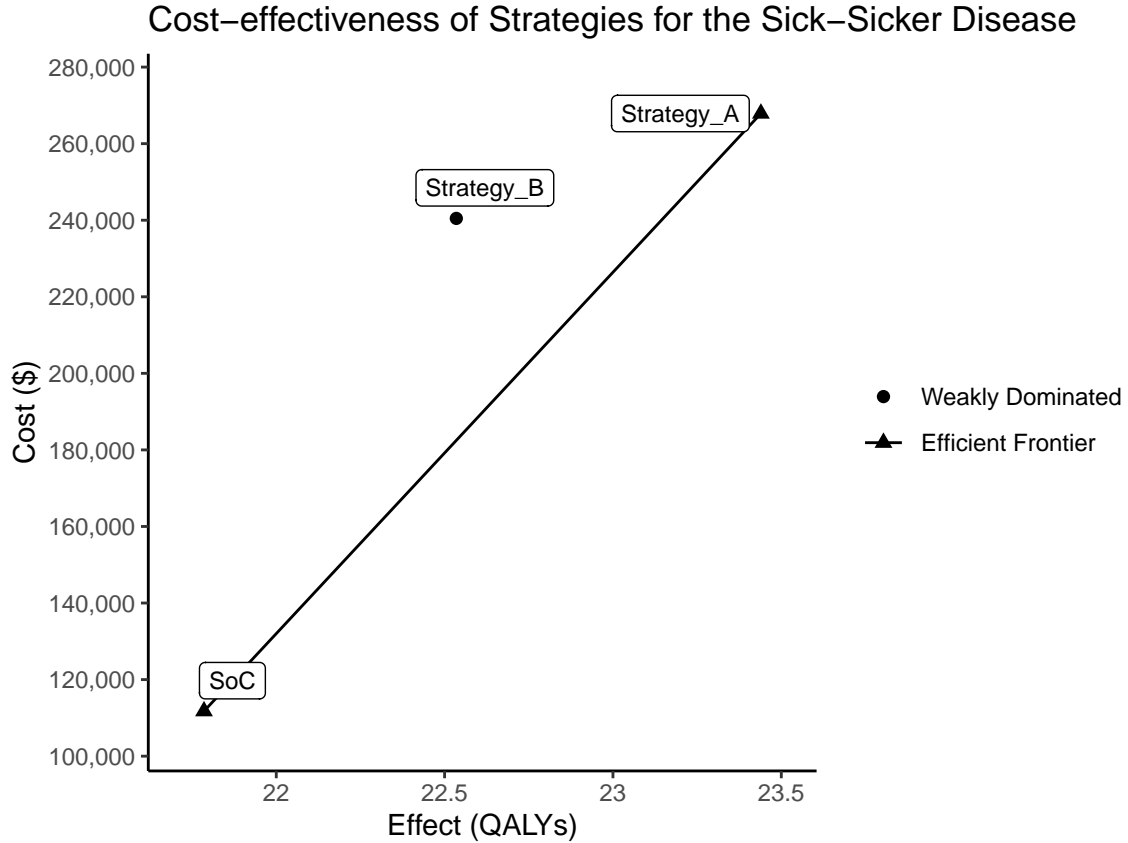 Cost−effectiveness of Strategies for the Sick−Sicker Disease
280,000
260,000
240,000
220,000
200,000
180,000
160,000
140,000
120,000
100,000
Cost ($)
Strategy_A
Strategy_B
SoC
22
22.5
23
23.5
Effect (QALYs)
Weakly Dominated
Efficient Frontier